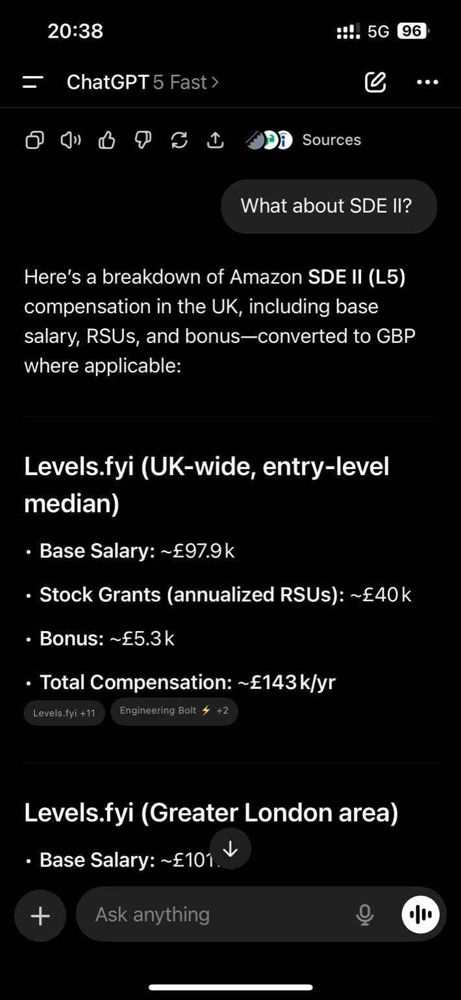 20:38
5G 96
ChatGPT 5 Fast >
Sources
What about SDE II?
Here’s a breakdown of Amazon SDE II (L5)
compensation in the UK, including base
salary, RSUs, and bonus—converted to GBP
where applicable:
Levels.fyi (UK-wide, entry-level
median)
• Base Salary: ~£97.9 k
• Stock Grants (annualized RSUs): ~£40 k
• Bonus: ~£5.3 k
• Total Compensation: ~£143 k/yr
Levels.fyi +11 Engineering Bolt ⚡ +2
Levels.fyi (Greater London area)
• Base Salary: ~£101
Ask anything